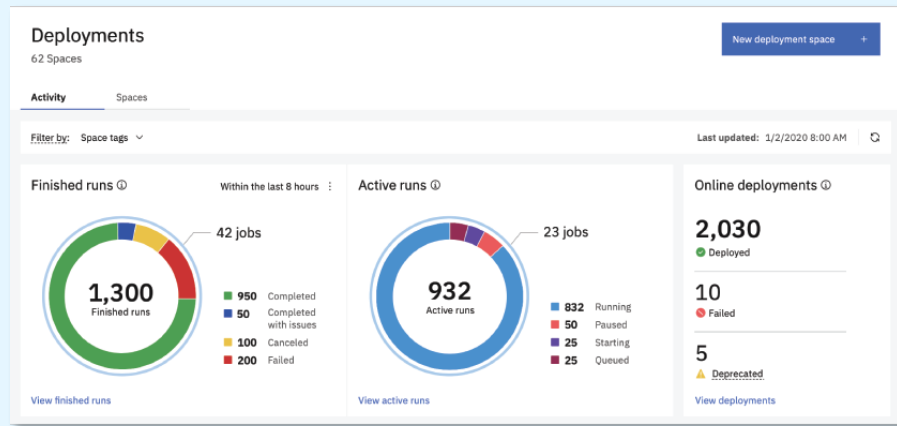 Deployments
62 Spaces
New deployment space +
Activity Spaces
Filter by: Space tags
Last updated: 1/2/2020 8:00 AM
Finished runs
Within the last 8 hours
42 jobs
1,300
Finished runs
950 Completed
50 Completed
with issues
100 Canceled
200 Failed
View finished runs
Active runs
23 jobs
932
Active runs
832 Running
50 Paused
25 Starting
25 Queued
View active runs
Online deployments
2,030
Deployed
10
Failed
5
Deprecated
View deployments